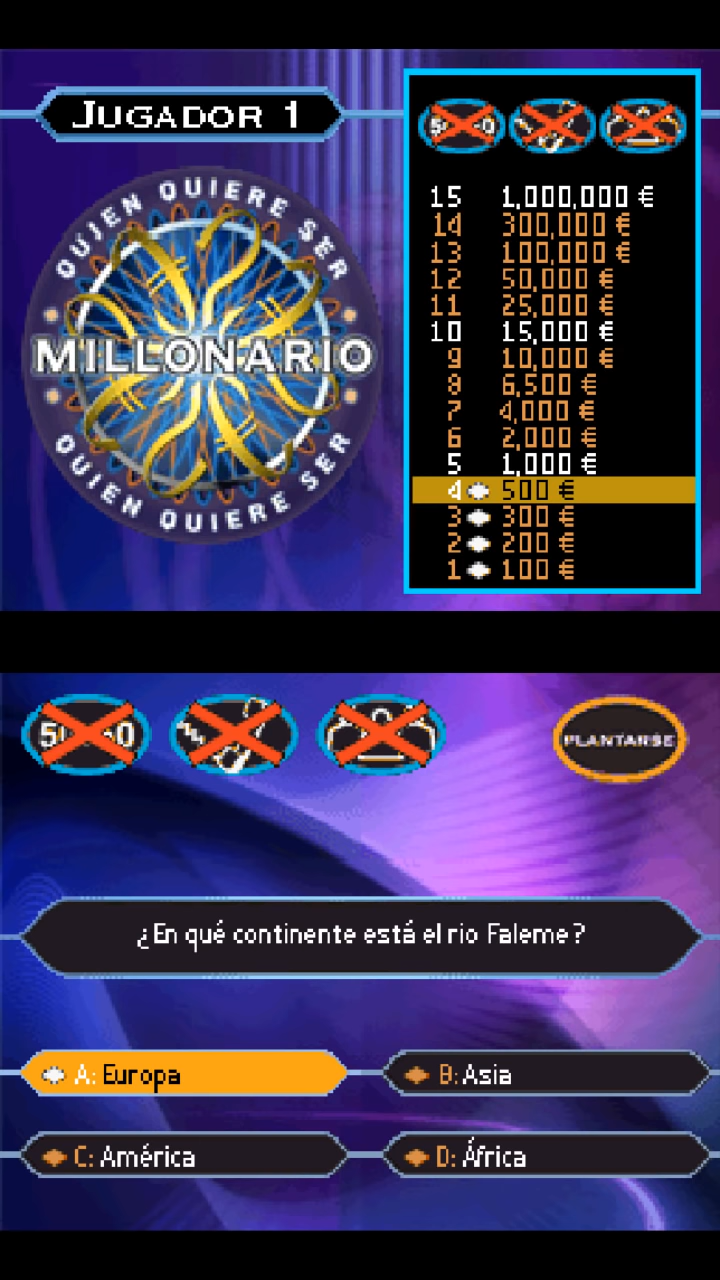 JUGADOR 1
QUIEN QUIERE SER
MILLONARIO
QUIEN QUIERE SER
15 1,000,000 €
14 300,000 €
13 100,000 €
12 50,000 €
11 25,000 €
10 15,000 €
9 10,000 €
8 6,500 €
7 4,000 €
6 2,000 €
5 1,000 €
4 500 €
3 300 €
2 200 €
1 100 €
PLANTARSE
¿En qué continente está el rio Faleme?
A: Europa
B: Asia
C: América
D: África